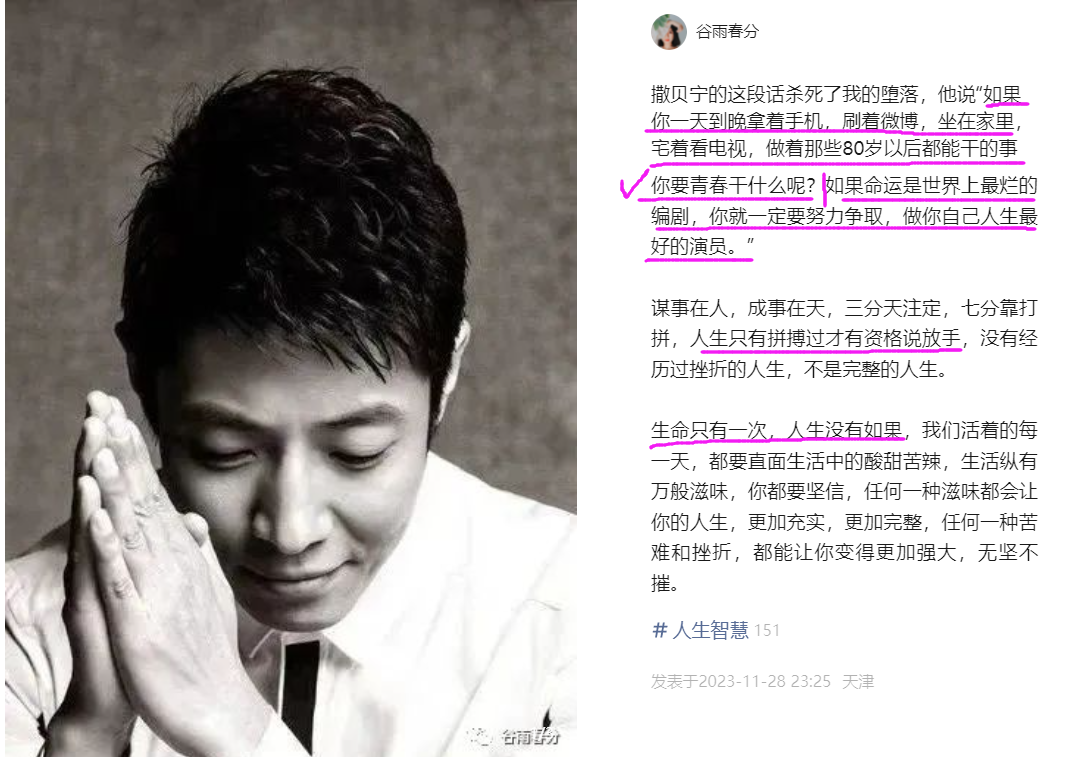 谷雨春分
撒贝宁的这段话杀死了我的堕落，他说“如果
你一天到晚拿着手机，刷着微博，坐在家里，
宅着看电视，做着那些80岁以后都能干的事
你要青春干什么呢？如果命运是世界上最烂的
编剧，你就一定要努力争取，做你自己人生最
好的演员。”
谋事在人，成事在天，三分天注定，七分靠打
拼，人生只有拼搏过才有资格说放手，没有经
历过挫折的人生，不是完整的人生。
生命只有一次，人生没有如果，我们活着的每
一天，都要直面生活中的酸甜苦辣，生活纵有
万般滋味，你都要坚信，任何一种滋味都会让
你的人生，更加充实，更加完整，任何一种苦
难和挫折，都能让你变得更加强大，无坚不
摧。
# 人生智慧 151
发表于2023-11-28 23:25 天津
谷雨春分